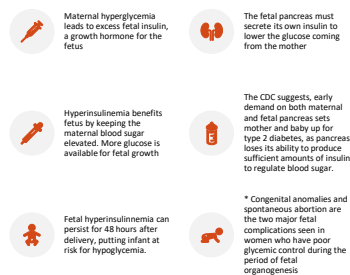 Maternal hyperglycemia
leads to excess fetal insulin,
a growth hormone for the
fetus
The fetal pancreas must
secrete its own insulin to
lower the glucose coming
from the mother
Hyperinsulinemia benefits
fetus by keeping the
maternal blood sugar
elevated. More glucose is
available for fetal growth
The CDC suggests, early
demand on both maternal
and fetal pancreas sets
mother and baby up for
type 2 diabetes, as pancreas
loses its ability to produce
sufficient amounts of insulin
to regulate blood sugar.
Fetal hyperinsulinnemia can
persist for 48 hours after
delivery, putting infant at
risk for hypoglycemia.
* Congenital anomalies and
spontaneous abortion are
the two major fetal
complications seen in
women who have poor
glycemic control during the
period of fetal
organogenesis